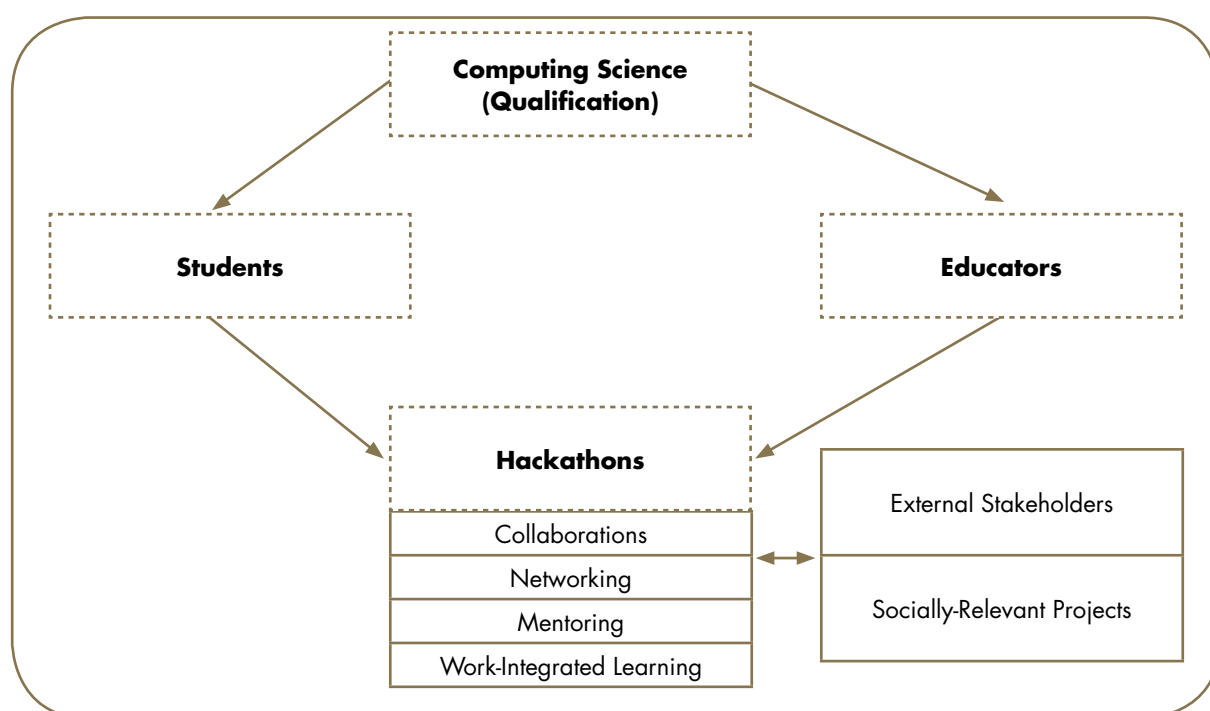 Computing Science
(Qualification)
Students
Educators
Hackathons
Collaborations
Networking
Mentoring
Work-Integrated Learning
External Stakeholders
Socially-Relevant Projects